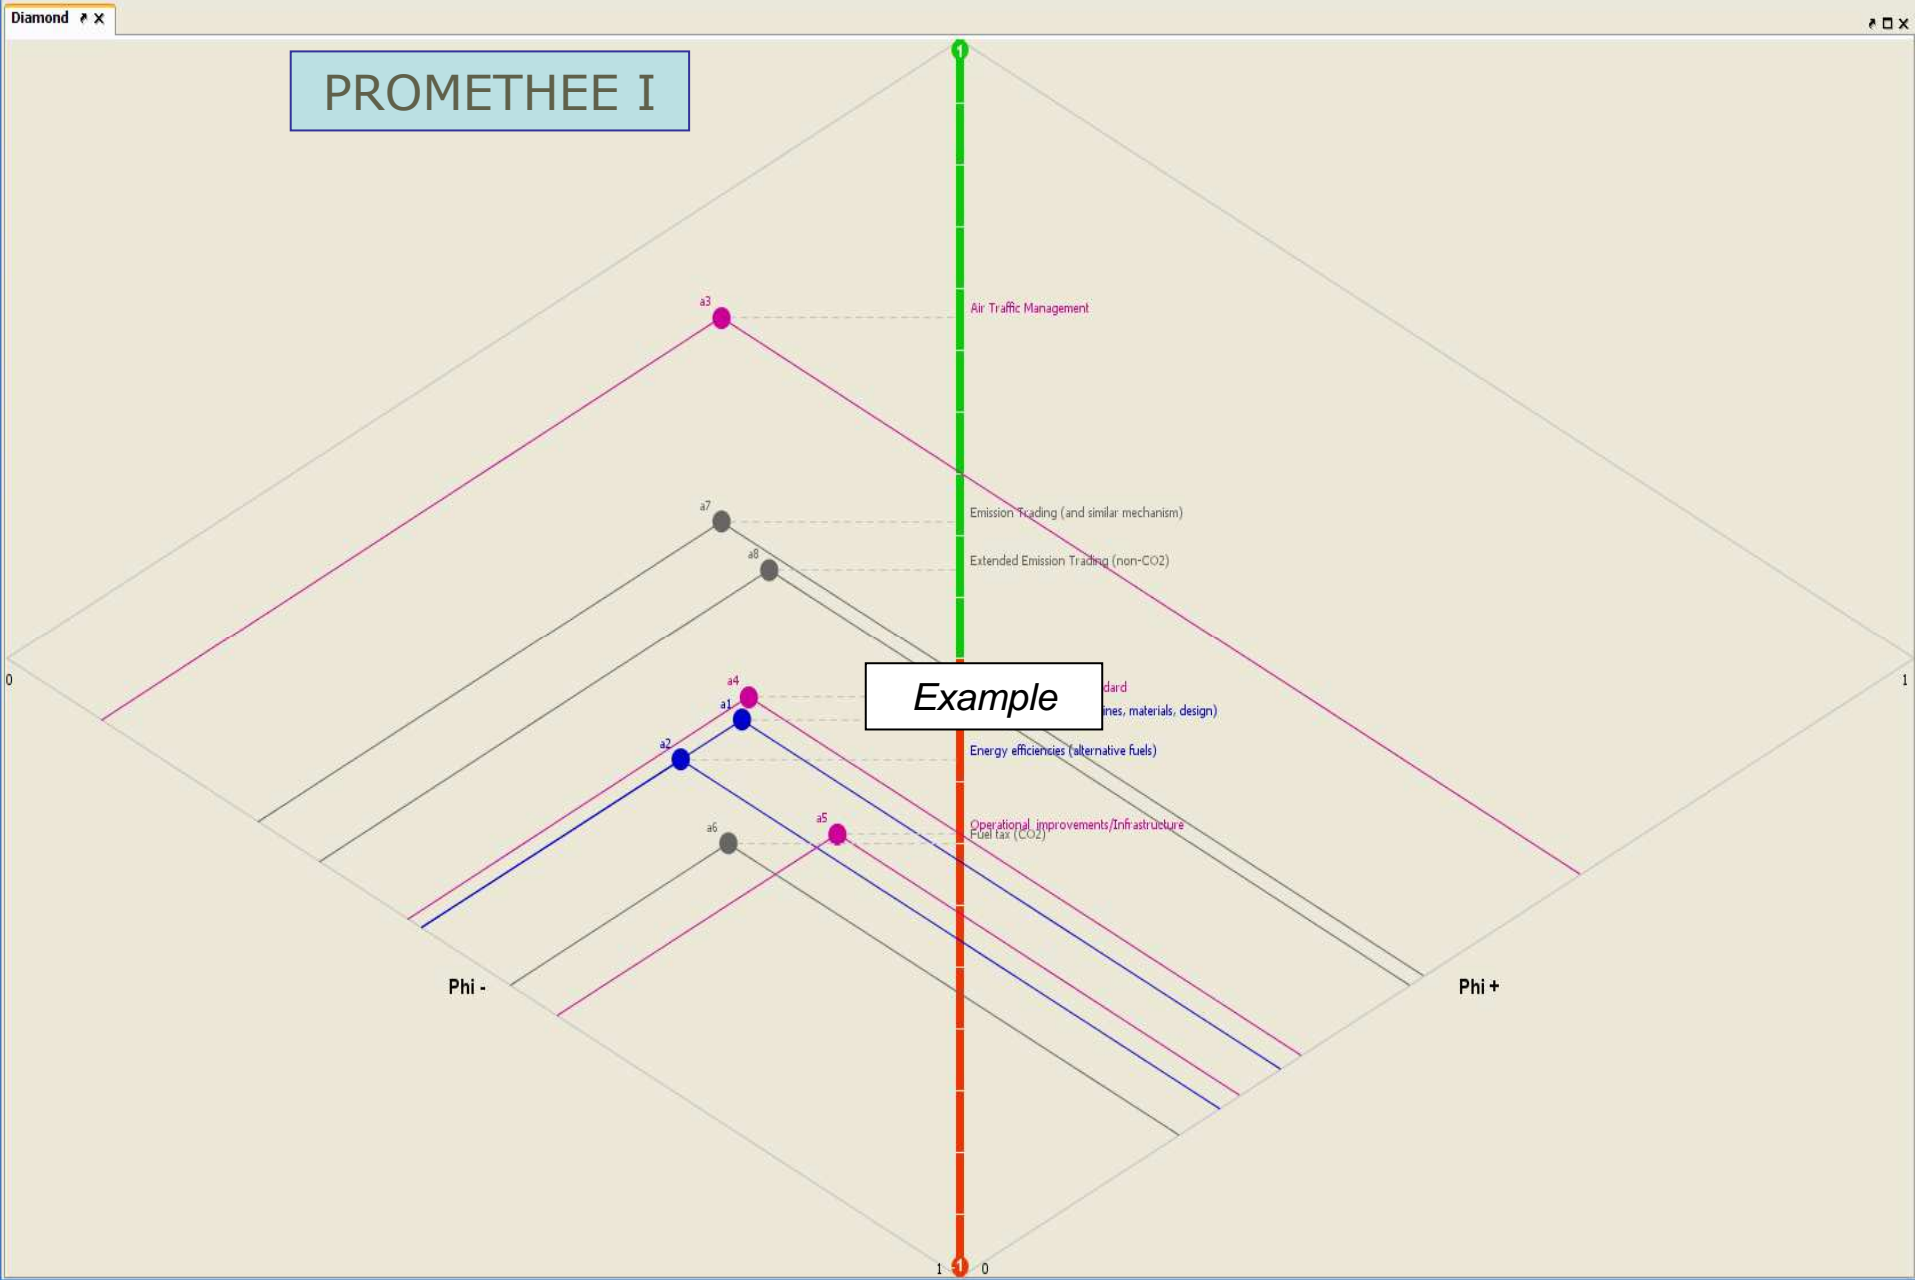 Diamond
PROMETHEE I
1
a3
Air Traffic Management
a7
Emission Trading (and similar mechanism)
a8
Extended Emission Trading (non-CO2)
0
1
a4
Example
dard
a1
ines, materials, design)
a2
Energy efficiencies (alternative fuels)
a5
Operational improvements/Infrastructure
a6
Fuel tax (CO2)
Phi -
Phi +
1
-1
0